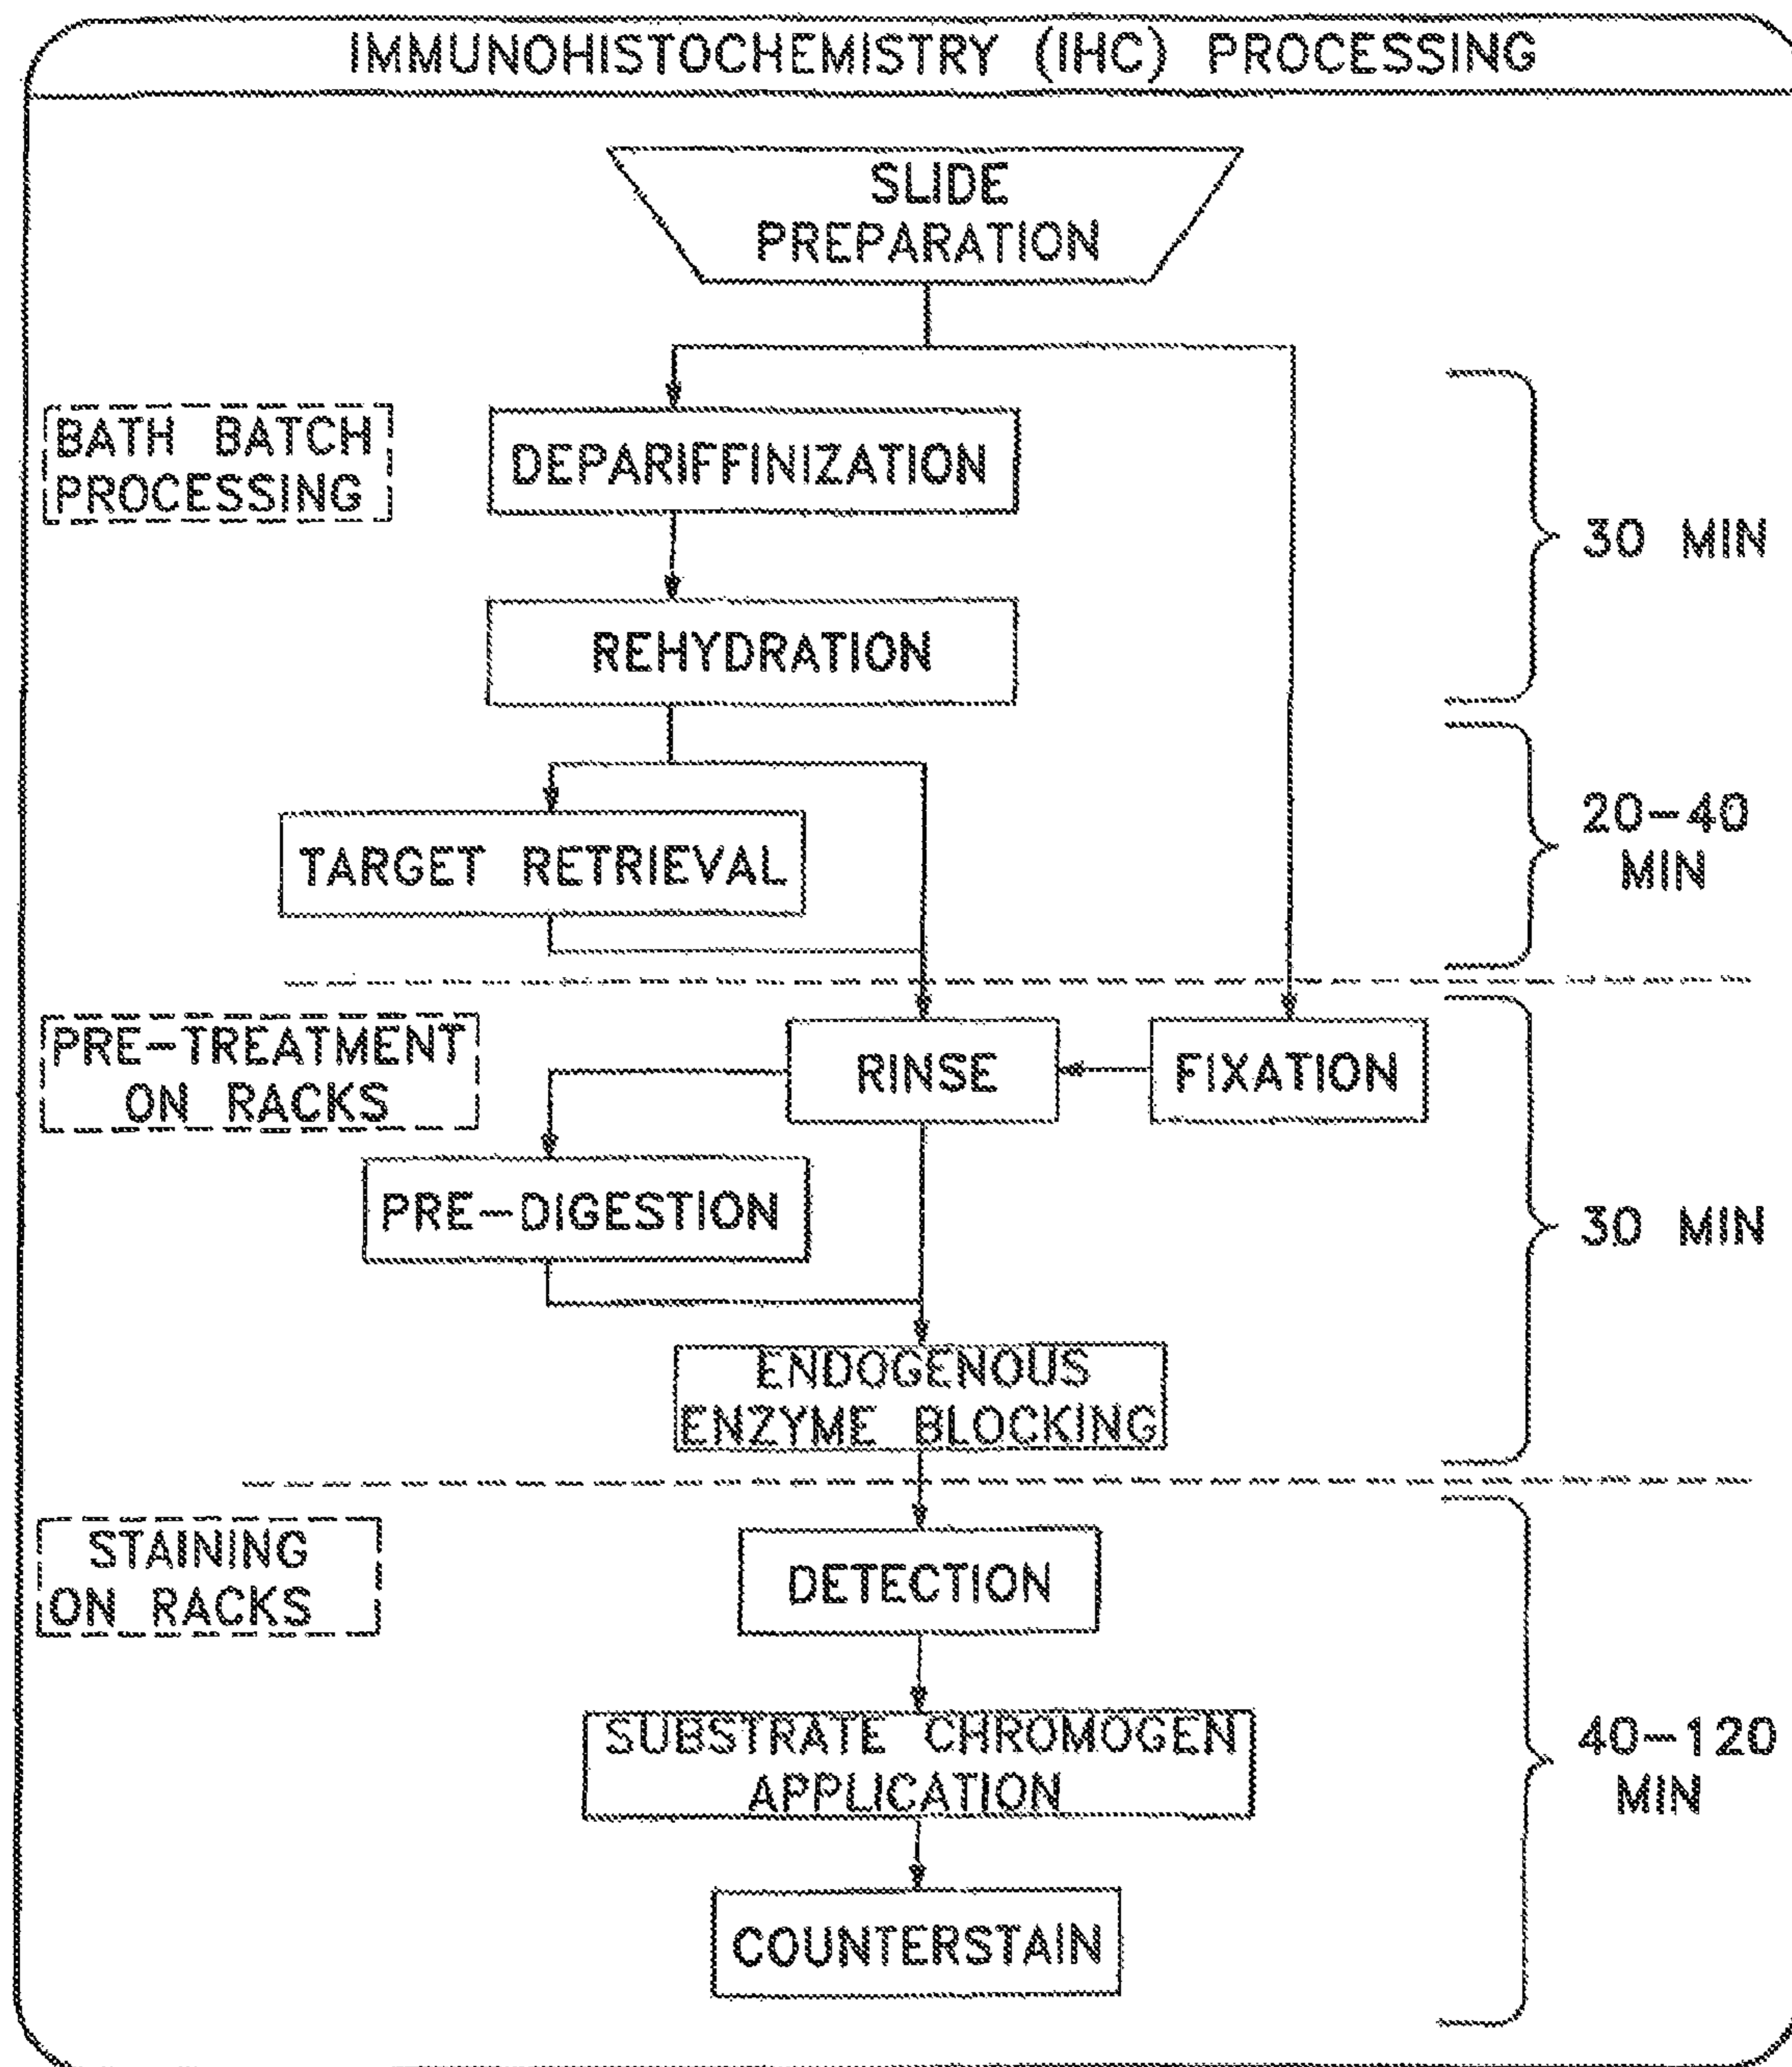 IMMUNOHISTOCHEMISTRY (IHC) PROCESSING
SLIDE
PREPARATION
BATH BATCH
PROCESSING
DEPARIFFINIZATION
30 MIN
REHYDRATION
TARGET RETRIEVAL
20-40
MIN
PRE-TREATMENT
ON RACKS
RINSE
FIXATION
PRE-DIGESTION
30 MIN
ENDOGENOUS
ENZYME BLOCKING
STAINING
ON RACKS
DETECTION
SUBSTRATE CHROMOGEN
APPLICATION
40-120
MIN
COUNTERSTAIN